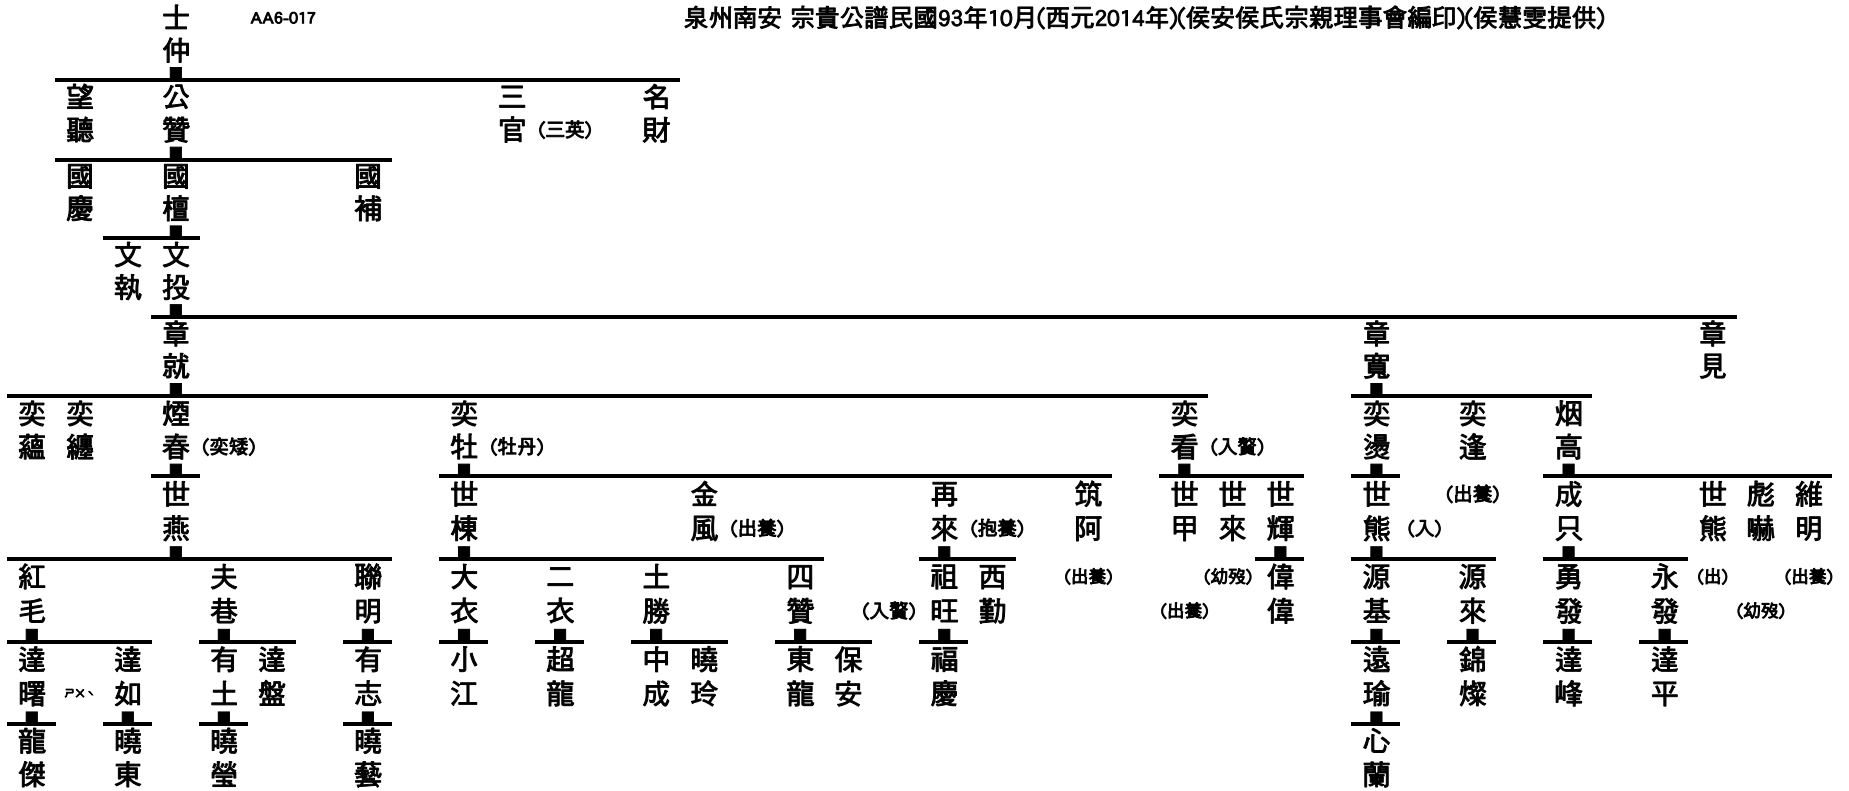 AA6-017
泉州南安 宗貴公譜民國93年10月(西元2014年)(侯安侯氏宗親理事會編印)(侯慧雯提供)
士仲
望聽 公贊 三官(三英) 名財
國慶 國檀 國補
文執 文投
章就 章寬 章見
奕蘊 奕纏 煙春(奕矮) 奕牡(牡丹) 奕看(入贅) 奕燙 奕逢(出養) 烟高
世燕 世棟 金風(出養) 再來(抱養) 筑阿(出養) 世甲(出養) 世來(幼歿) 世輝 世熊(入) 成只 世熊(出) 彪嚇(幼歿) 維明(出養)
紅毛 夫巷 聯明 大衣 二衣 土勝 四贊 (入贅)祖旺 西勤 偉偉 源基 源來 勇發 永發
達曙ㄕㄨˋ 達如 有土 達盤 有志 小江 超龍 中成 曉玲 東龍 保安 福慶 遠瑜 錦燦 達峰 達平
龍傑 曉東 曉瑩 曉藝 心蘭